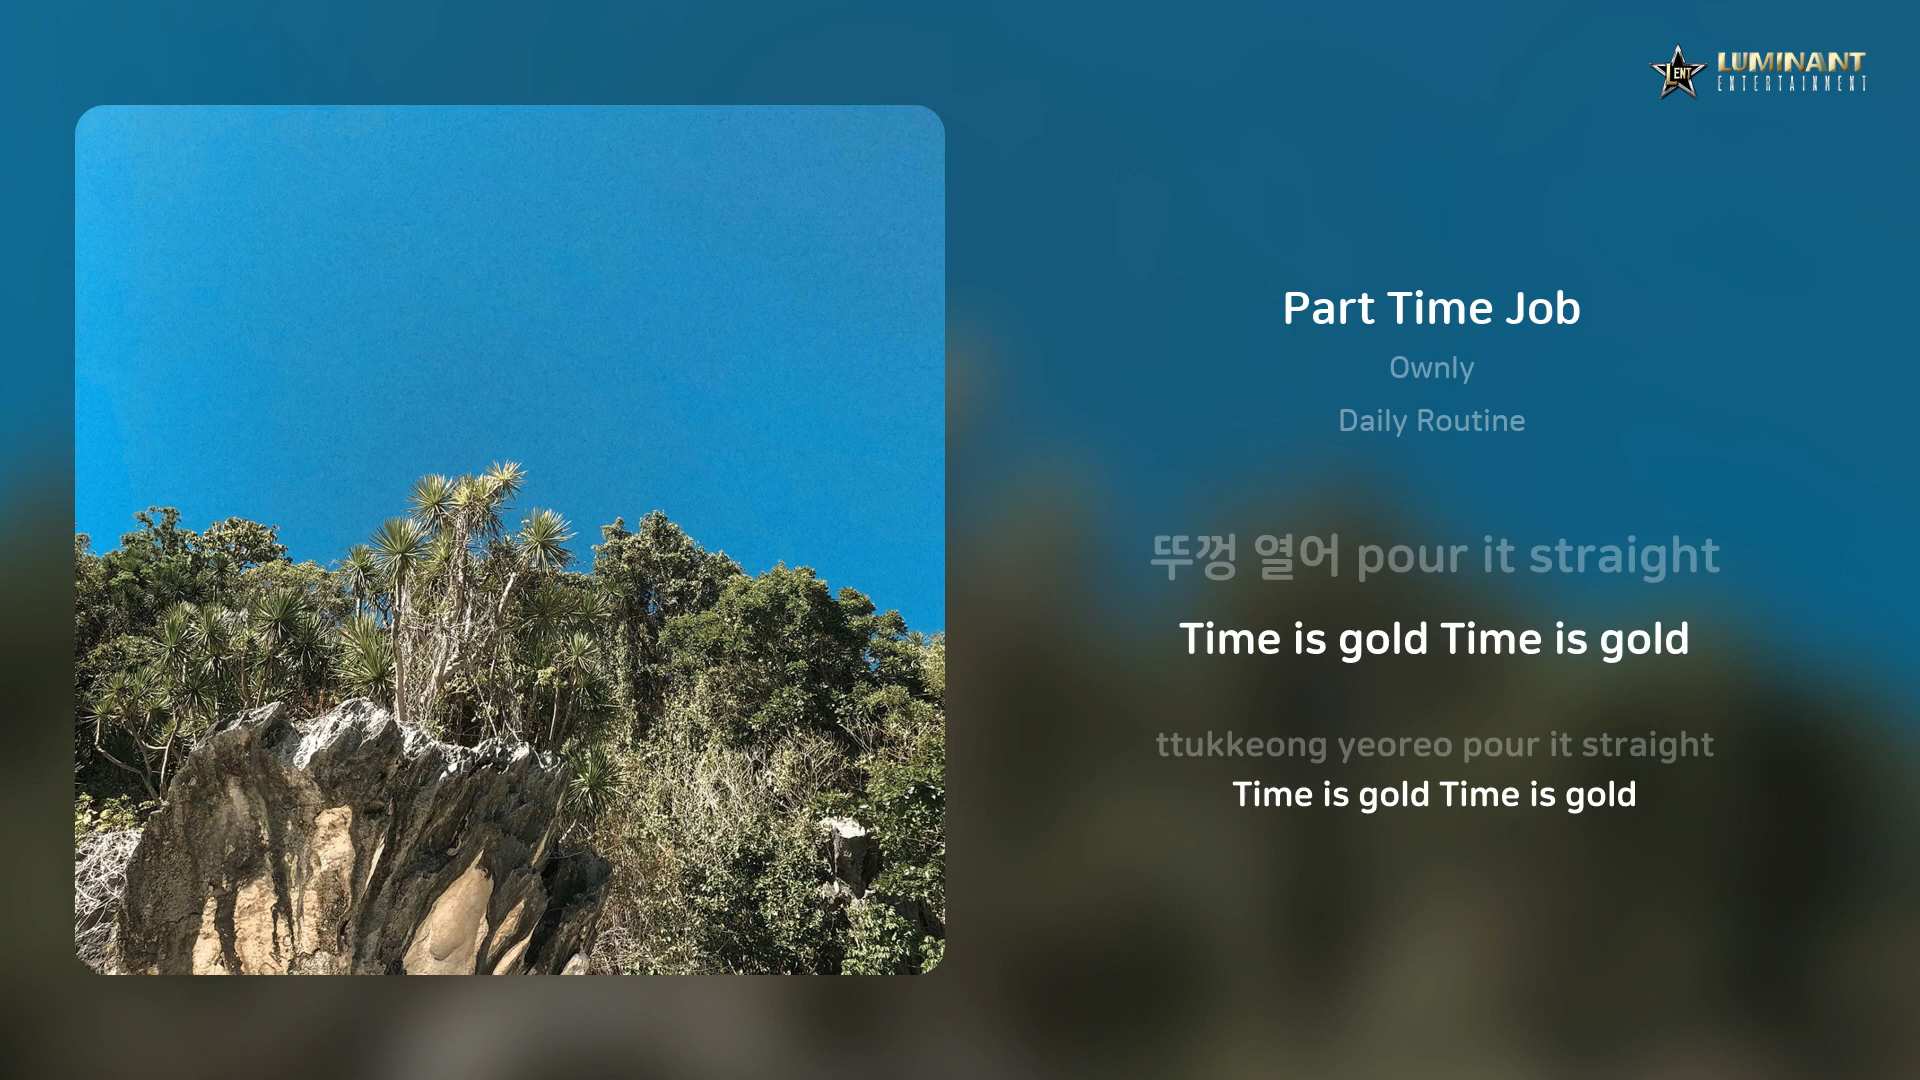 LENT
LUMINANT
ENTERTAINMENT
Part Time Job
Ownly
Daily Routine
뚜껑 열어 pour it straight
Time is gold Time is gold
ttukkeong yeoreo pour it straight
Time is gold Time is gold